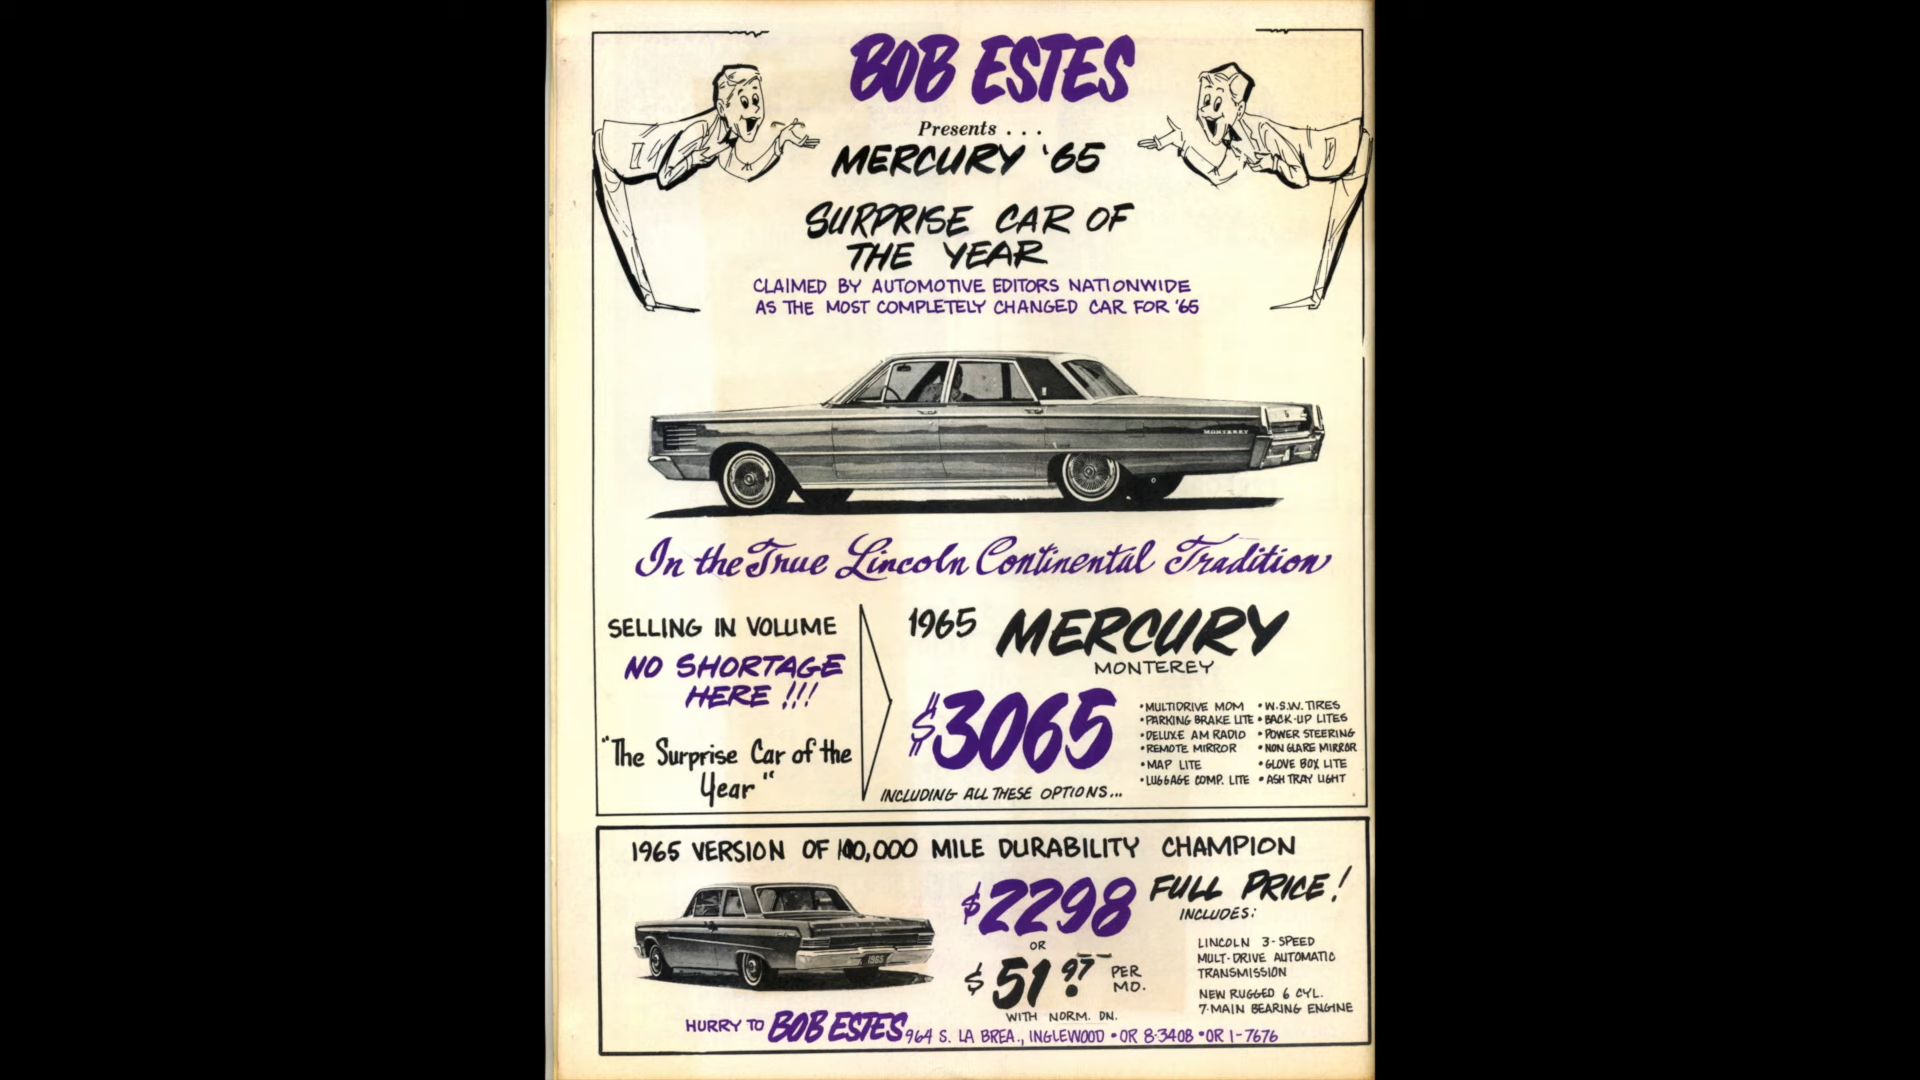 BOB ESTES
Presents . . .
MERCURY '65
SURPRISE CAR OF
THE YEAR
CLAIMED BY AUTOMOTIVE EDITORS NATIONWIDE
AS THE MOST COMPLETELY CHANGED CAR FOR '65
MONTEREY
In the True Lincoln Continental Tradition
SELLING IN VOLUME
NO SHORTAGE
HERE !!!
"The Surprise Car of the
Year"
1965 MERCURY
MONTEREY
$3065
INCLUDING ALL THESE OPTIONS...
• MULTIDRIVE MOM
• PARKING BRAKE LITE
• DELUXE AM RADIO
• REMOTE MIRROR
• MAP LITE
• LUGGAGE COMP. LITE
• W.S.W. TIRES
• BACK-UP LITES
• POWER STEERING
• NON GLARE MIRROR
• GLOVE BOX LITE
• ASH TRAY LIGHT
1965 VERSION OF 100,000 MILE DURABILITY CHAMPION
1965
$2298 FULL PRICE!
OR
$51.97 PER MO.
WITH NORM. DN.
INCLUDES:
LINCOLN 3-SPEED
MULT-DRIVE AUTOMATIC
TRANSMISSION
NEW RUGGED 6 CYL.
7-MAIN BEARING ENGINE
HURRY TO BOB ESTES 964 S. LA BREA., INGLEWOOD • OR 8-3408 • OR 1-7676